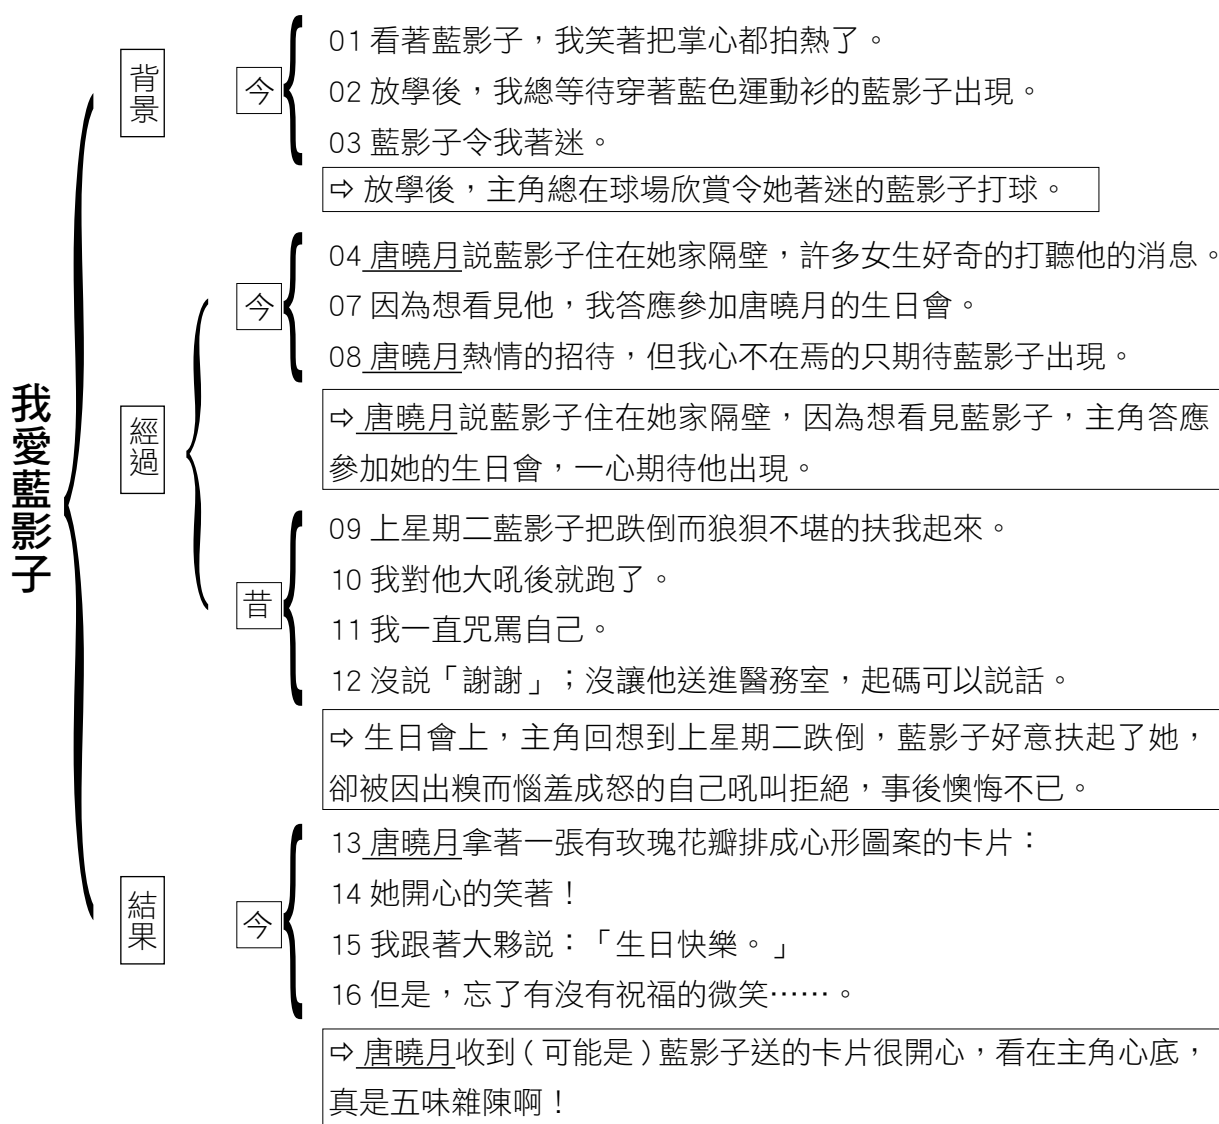 我愛藍影子
背景
今
01 看著藍影子，我笑著把掌心都拍熱了。
02 放學後，我總等待穿著藍色運動衫的藍影子出現。
03 藍影子令我著迷。
⇨ 放學後，主角總在球場欣賞令她著迷的藍影子打球。
經過
今
04 唐曉月說藍影子住在她家隔壁，許多女生好奇的打聽他的消息。
07 因為想看見他，我答應參加唐曉月的生日會。
08 唐曉月熱情的招待，但我心不在焉的只期待藍影子出現。
⇨ 唐曉月說藍影子住在她家隔壁，因為想看見藍影子，主角答應
參加她的生日會，一心期待他出現。
昔
09 上星期二藍影子把跌倒而狼狽不堪的扶我起來。
10 我對他大吼後就跑了。
11 我一直咒罵自己。
12 沒說「謝謝」；沒讓他送進醫務室，起碼可以說話。
⇨ 生日會上，主角回想到上星期二跌倒，藍影子好意扶起了她，
卻被因出糗而惱羞成怒的自己吼叫拒絕，事後懊悔不已。
結果
今
13 唐曉月拿著一張有玫瑰花瓣排成心形圖案的卡片：
14 她開心的笑著！
15 我跟著大夥說：「生日快樂。」
16 但是，忘了有沒有祝福的微笑……。
⇨ 唐曉月收到(可能是)藍影子送的卡片很開心，看在主角心底，
真是五味雜陳啊！